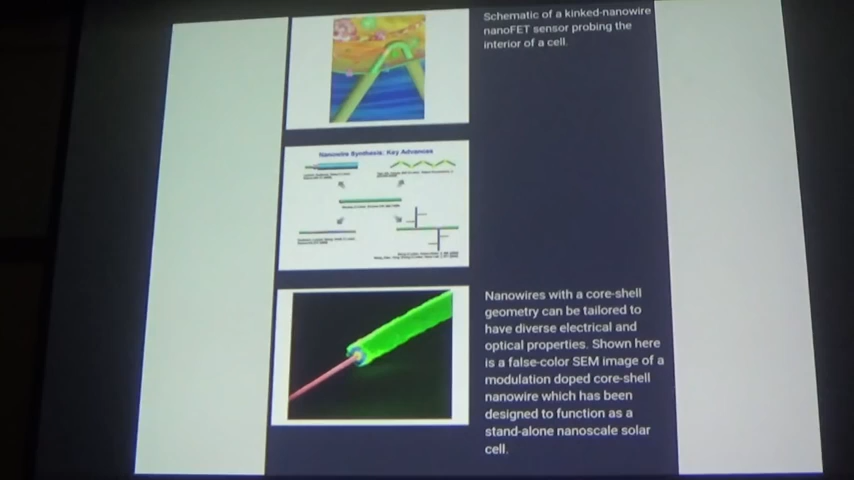 Schematic of a kinked-nanowire
nanoFET sensor probing the
interior of a cell.
Nanowire Synthesis: Key Advances
Nanowires with a core-shell
geometry can be tailored to
have diverse electrical and
optical properties. Shown here
is a false-color SEM image of a
modulation doped core-shell
nanowire which has been
designed to function as a
stand-alone nanoscale solar
cell.